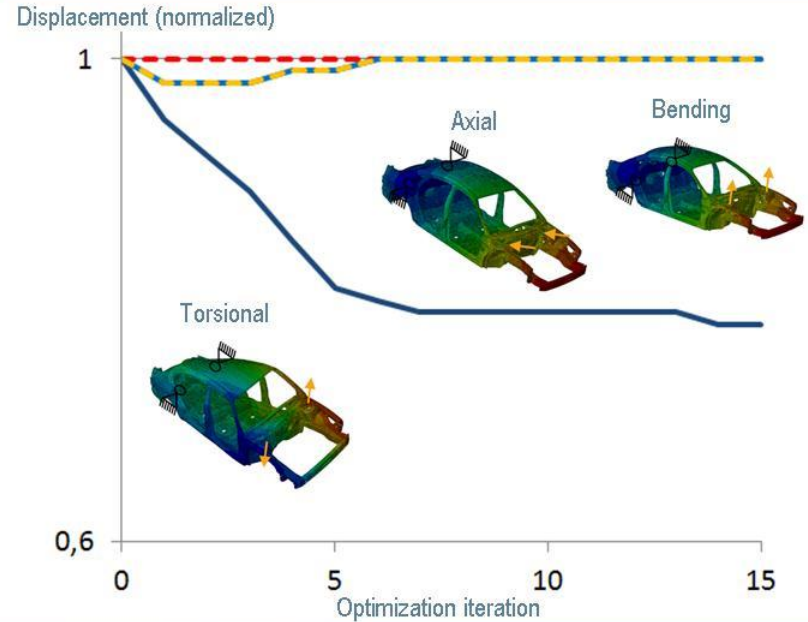 Displacement (normalized)
1
Axial
Bending
Torsional
0,6
0
5
10
15
Optimization iteration